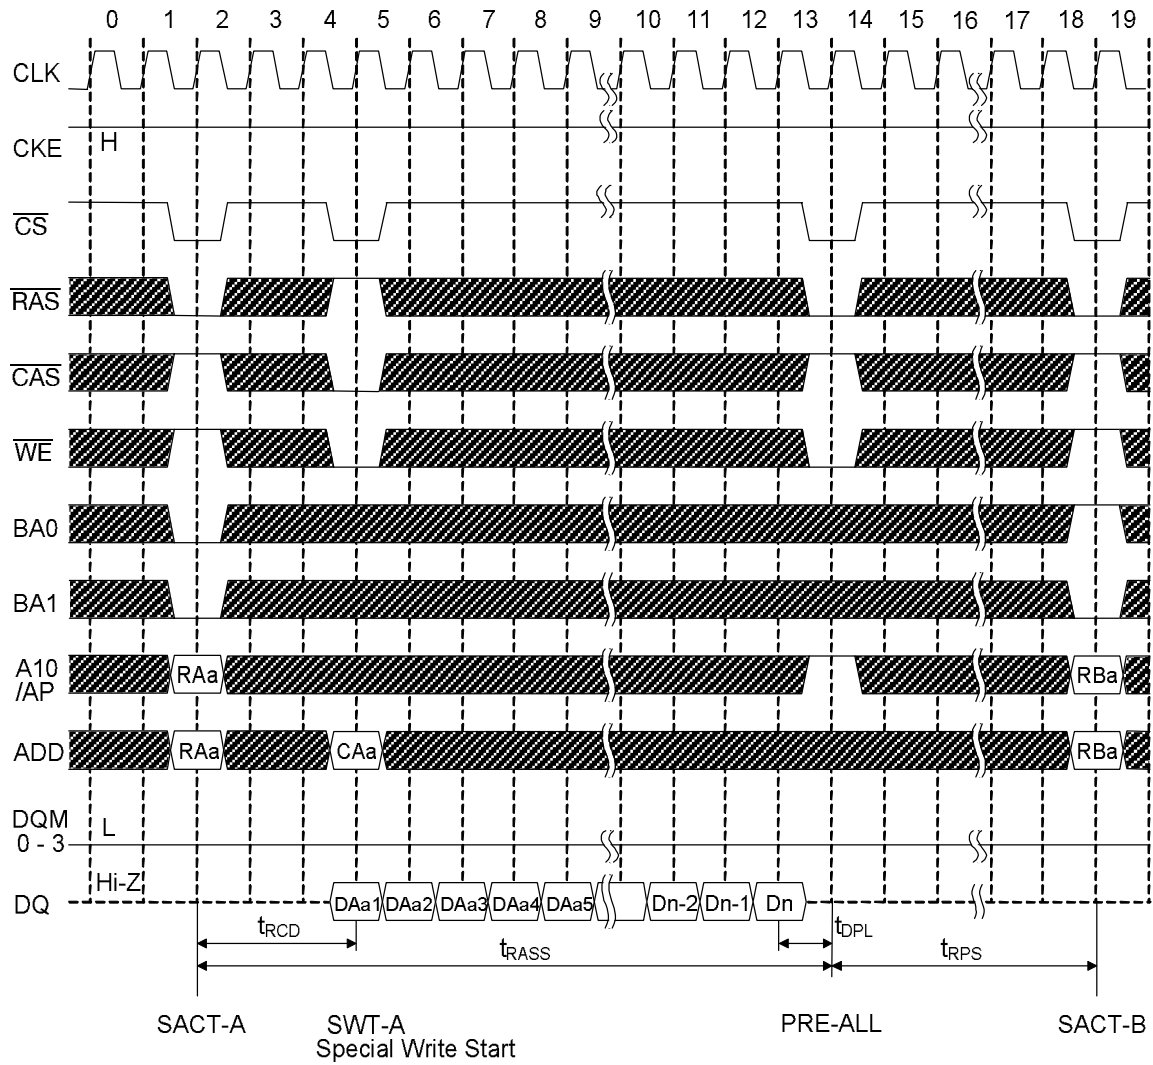 0 1 2 3 4 5 6 7 8 9 10 11 12 13 14 15 16 17 18 19
CLK
CKE H
CS
RAS
CAS
WE
BA0
BA1
A10
/AP RAa RBa
ADD RAa CAa RBa
DQM
0 - 3 L
Hi-Z
DQ DAa1 DAa2 DAa3 DAa4 DAa5 Dn-2 Dn-1 Dn
tRCD tDPL
tRASS tRPS
SACT-A SWT-A PRE-ALL SACT-B
Special Write Start